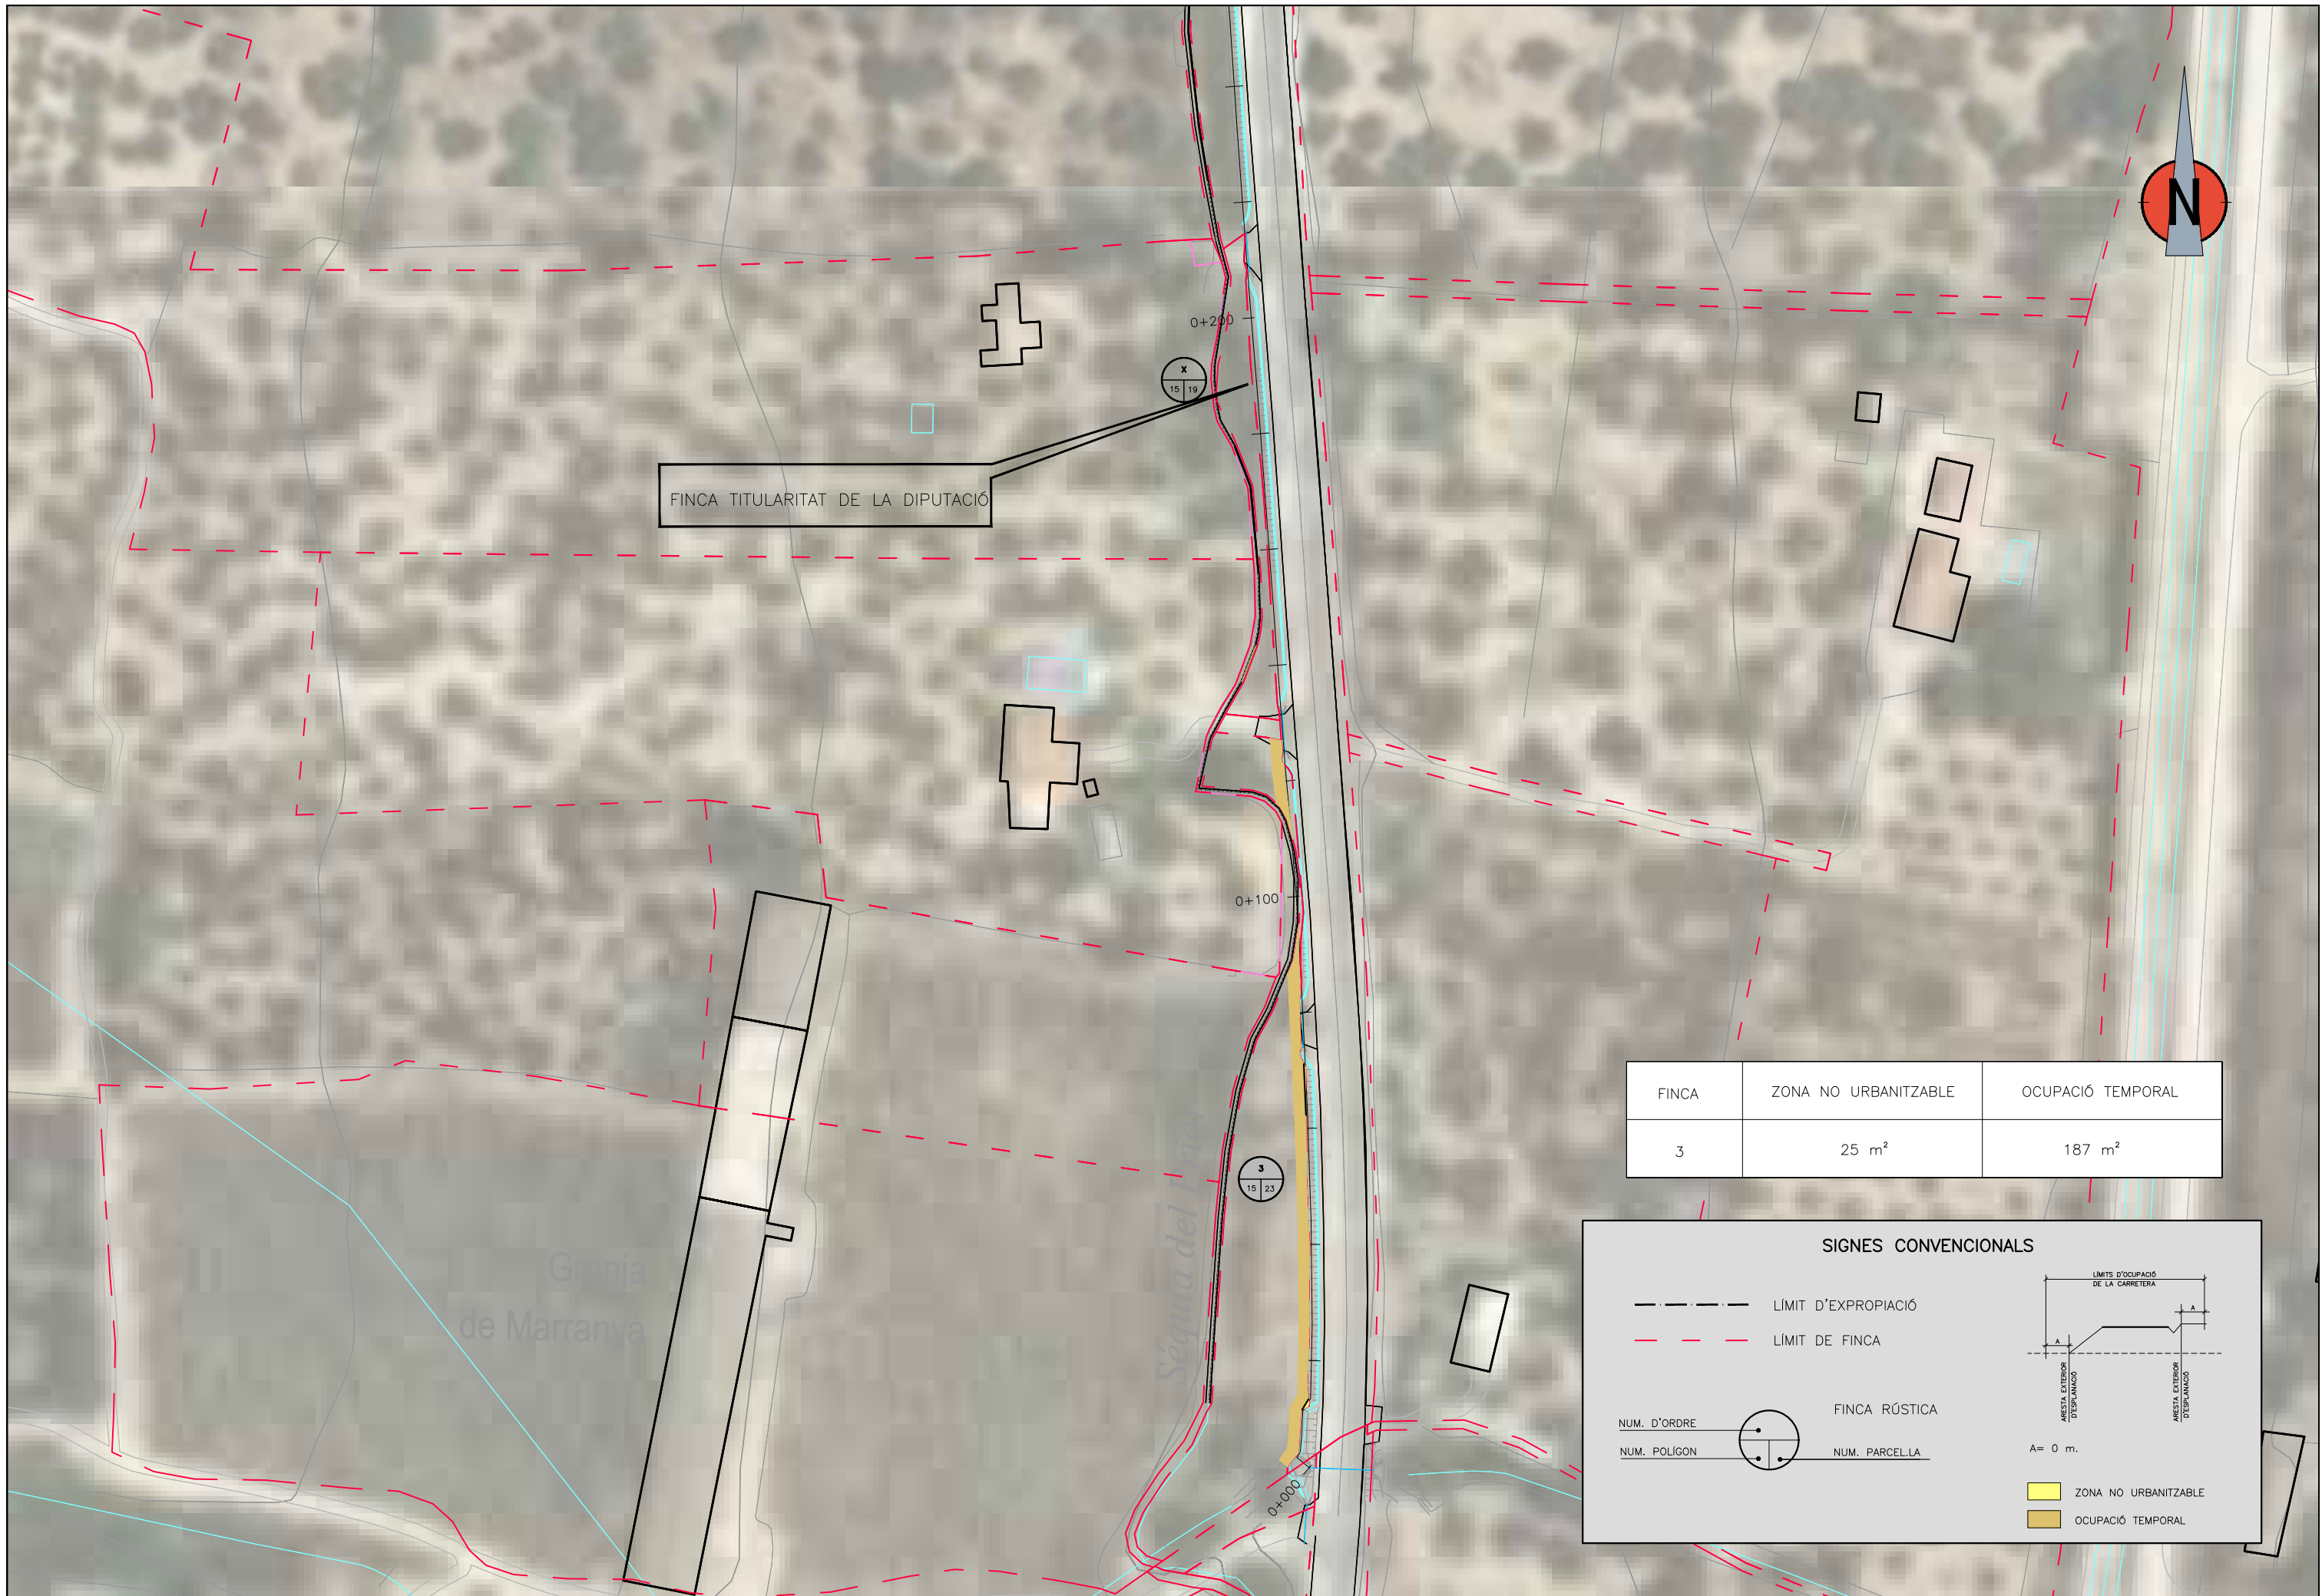 N
0+200
X
15 19
FINCA TITULARITAT DE LA DIPUTACIÓ
0+100
3
15 23
Séquia del
Granja
de Marranyà
0+000
FINCA ZONA NO URBANITZABLE OCUPACIÓ TEMPORAL
3 25 m² 187 m²
SIGNES CONVENCIONALS
LÍMIT D'EXPROPIACIÓ
LÍMIT DE FINCA
LÍMITS D'OCUPACIÓ
DE LA CARRETERA
A
A
ARESTA EXTERIOR
D'ESPLANACIÓ
ARESTA EXTERIOR
D'ESPLANACIÓ
FINCA RÚSTICA
NUM. D'ORDRE
NUM. POLÍGON
NUM. PARCEL.LA
A= 0 m.
ZONA NO URBANITZABLE
OCUPACIÓ TEMPORAL